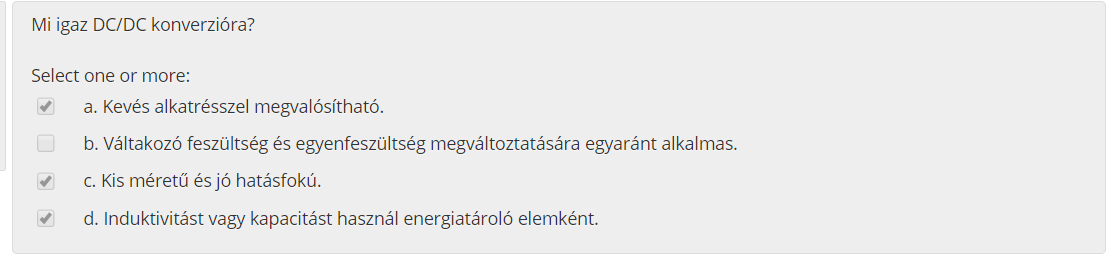 Mi igaz DC/DC konverzióra?
Select one or more:
a. Kevés alkatrésszel megvalósítható.
b. Váltakozó feszültség és egyenfeszültség megváltoztatására egyaránt alkalmas.
c. Kis méretű és jó hatásfokú.
d. Induktivitást vagy kapacitást használ energiatároló elemként.